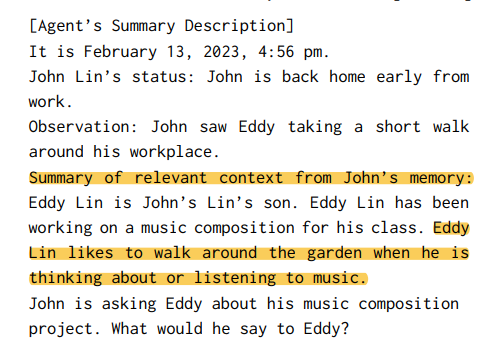 [Agent’s Summary Description]
It is February 13, 2023, 4:56 pm.
John Lin’s status: John is back home early from
work.
Observation: John saw Eddy taking a short walk
around his workplace.
Summary of relevant context from John’s memory:
Eddy Lin is John’s Lin’s son. Eddy Lin has been
working on a music composition for his class. Eddy
Lin likes to walk around the garden when he is
thinking about or listening to music.
John is asking Eddy about his music composition
project. What would he say to Eddy?